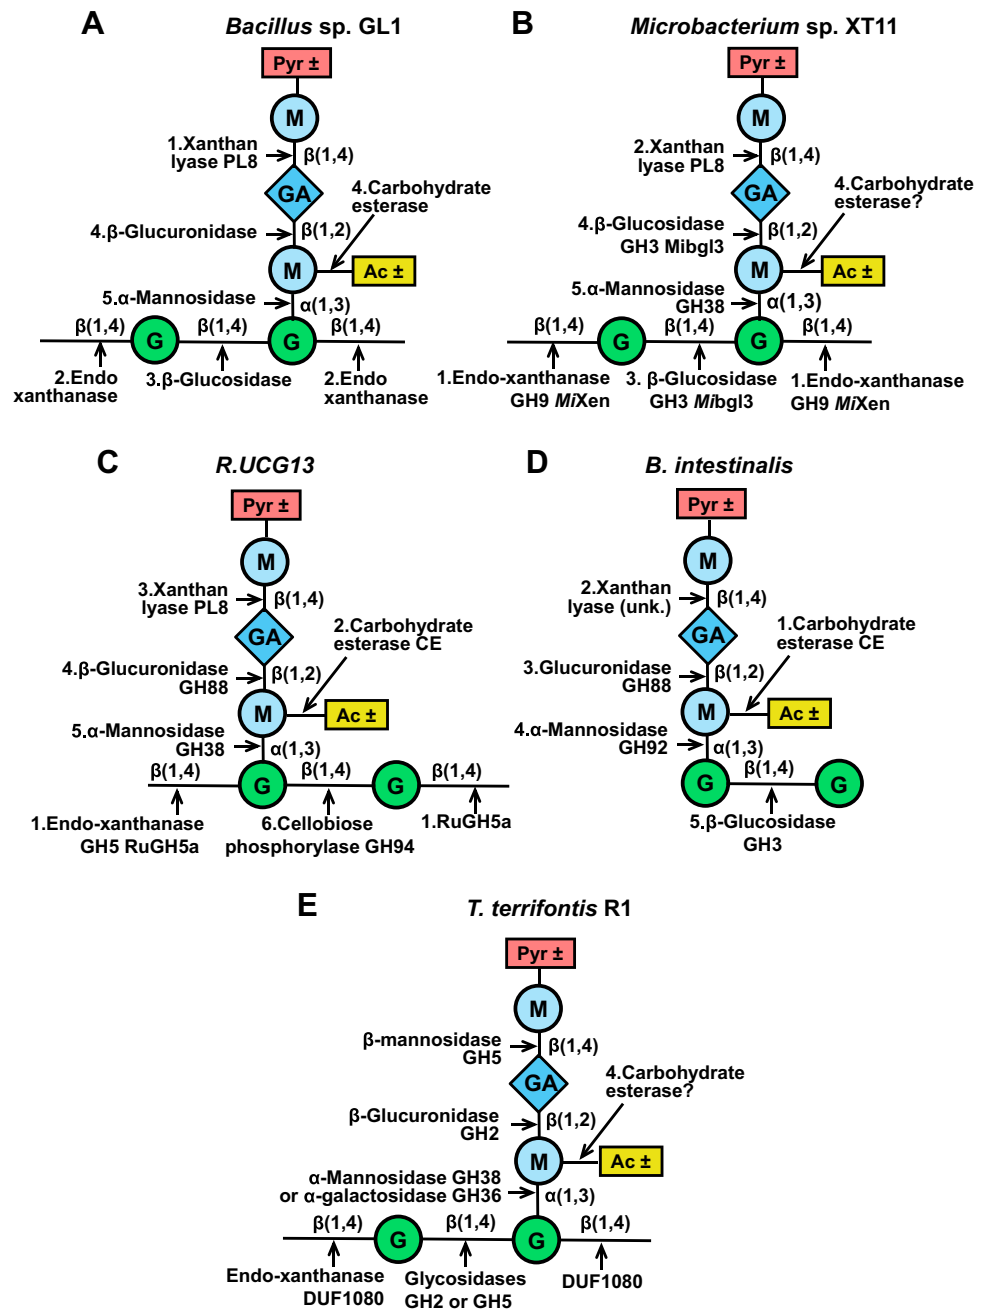 A
Bacillus sp. GL1
Pyr ±
M
1.Xanthan
lyase PL8
β(1,4)
GA
4.Carbohydrate
esterase
4.β-Glucuronidase
β(1,2)
M
Ac ±
5.α-Mannosidase
α(1,3)
β(1,4)
G
β(1,4)
G
β(1,4)
2.Endo
xanthanase
3.β-Glucosidase
2.Endo
xanthanase
B
Microbacterium sp. XT11
Pyr ±
M
2.Xanthan
lyase PL8
β(1,4)
GA
4.Carbohydrate
esterase?
4.β-Glucosidase
GH3 Mibgl3
β(1,2)
M
Ac ±
5.α-Mannosidase
GH38
α(1,3)
β(1,4)
G
β(1,4)
G
β(1,4)
1.Endo-xanthanase
GH9 MiXen
3. β-Glucosidase
GH3 Mibgl3
1.Endo-xanthanase
GH9 MiXen
C
R.UCG13
Pyr ±
M
3.Xanthan
lyase PL8
β(1,4)
GA
2.Carbohydrate
esterase CE
4.β-Glucuronidase
GH88
β(1,2)
M
Ac ±
5.α-Mannosidase
GH38
α(1,3)
β(1,4)
G
β(1,4)
G
β(1,4)
1.Endo-xanthanase
GH5 RuGH5a
6.Cellobiose
phosphorylase GH94
1.RuGH5a
D
B. intestinalis
Pyr ±
M
2.Xanthan
lyase (unk.)
β(1,4)
GA
1.Carbohydrate
esterase CE
3.Glucuronidase
GH88
β(1,2)
M
Ac ±
4.α-Mannosidase
GH92
α(1,3)
G
β(1,4)
G
5.β-Glucosidase
GH3
E
T. terrifontis R1
Pyr ±
M
β-mannosidase
GH5
β(1,4)
GA
4.Carbohydrate
esterase?
β-Glucuronidase
GH2
β(1,2)
M
Ac ±
α-Mannosidase GH38
or α-galactosidase GH36
α(1,3)
β(1,4)
G
β(1,4)
G
β(1,4)
Endo-xanthanase
DUF1080
Glycosidases
GH2 or GH5
DUF1080